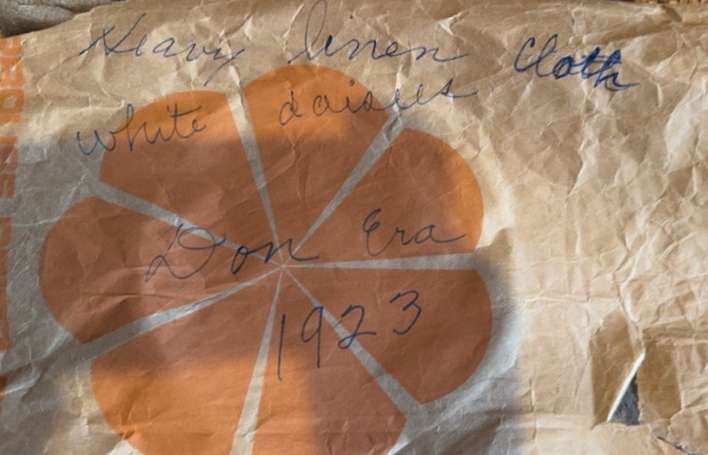 Heavy linen cloth
white daisies
Don Era
1923